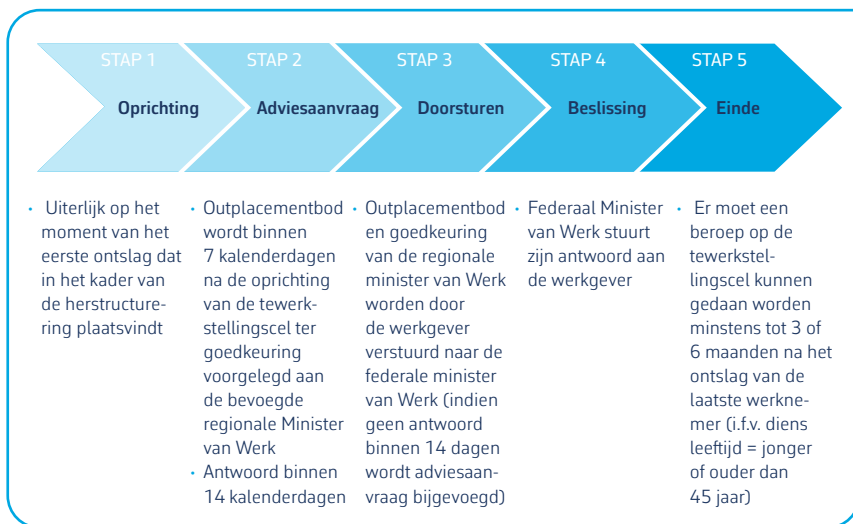 STAP 1
Oprichting
STAP 2
Adviesaanvraag
STAP 3
Doorsturen
STAP 4
Beslissing
STAP 5
Einde
• Uiterlijk op het
moment van het
eerste ontslag dat
in het kader van
de herstructure-
ring plaatsvindt
• Outplacementbod
wordt binnen
7 kalenderdagen
na de oprichting
van de tewerk-
stellingscel ter
goedkeuring
voorgelegd aan
de bevoegde
regionale Minister
van Werk
• Antwoord binnen
14 kalenderdagen
• Outplacementbod
en goedkeuring
van de regionale
minister van Werk
worden door
de werkgever
verstuurd naar de
federale minister
van Werk (indien
geen antwoord
binnen 14 dagen
wordt adviesaan-
vraag bijgevoegd)
• Federaal Minister
van Werk stuurt
zijn antwoord aan
de werkgever
• Er moet een
beroep op de
tewerkstel-
lingscel kunnen
gedaan worden
minstens tot 3 of
6 maanden na het
ontslag van de
laatste werkne-
mer (i.f.v. diens
leeftijd = jonger
of ouder dan
45 jaar)